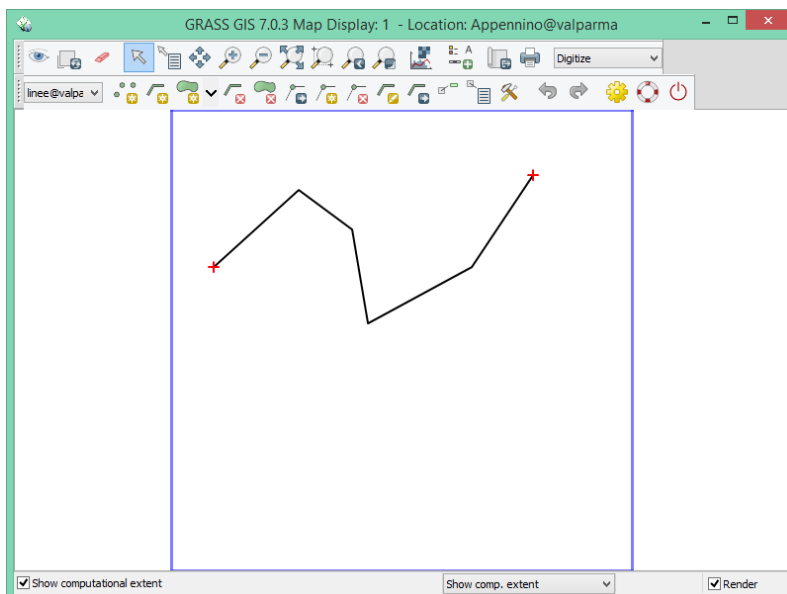 GRASS GIS 7.0.3 Map Display: 1 - Location: Appennino@valparma
Digitize
linee@valpa
Show computational extent
Show comp. extent
Render